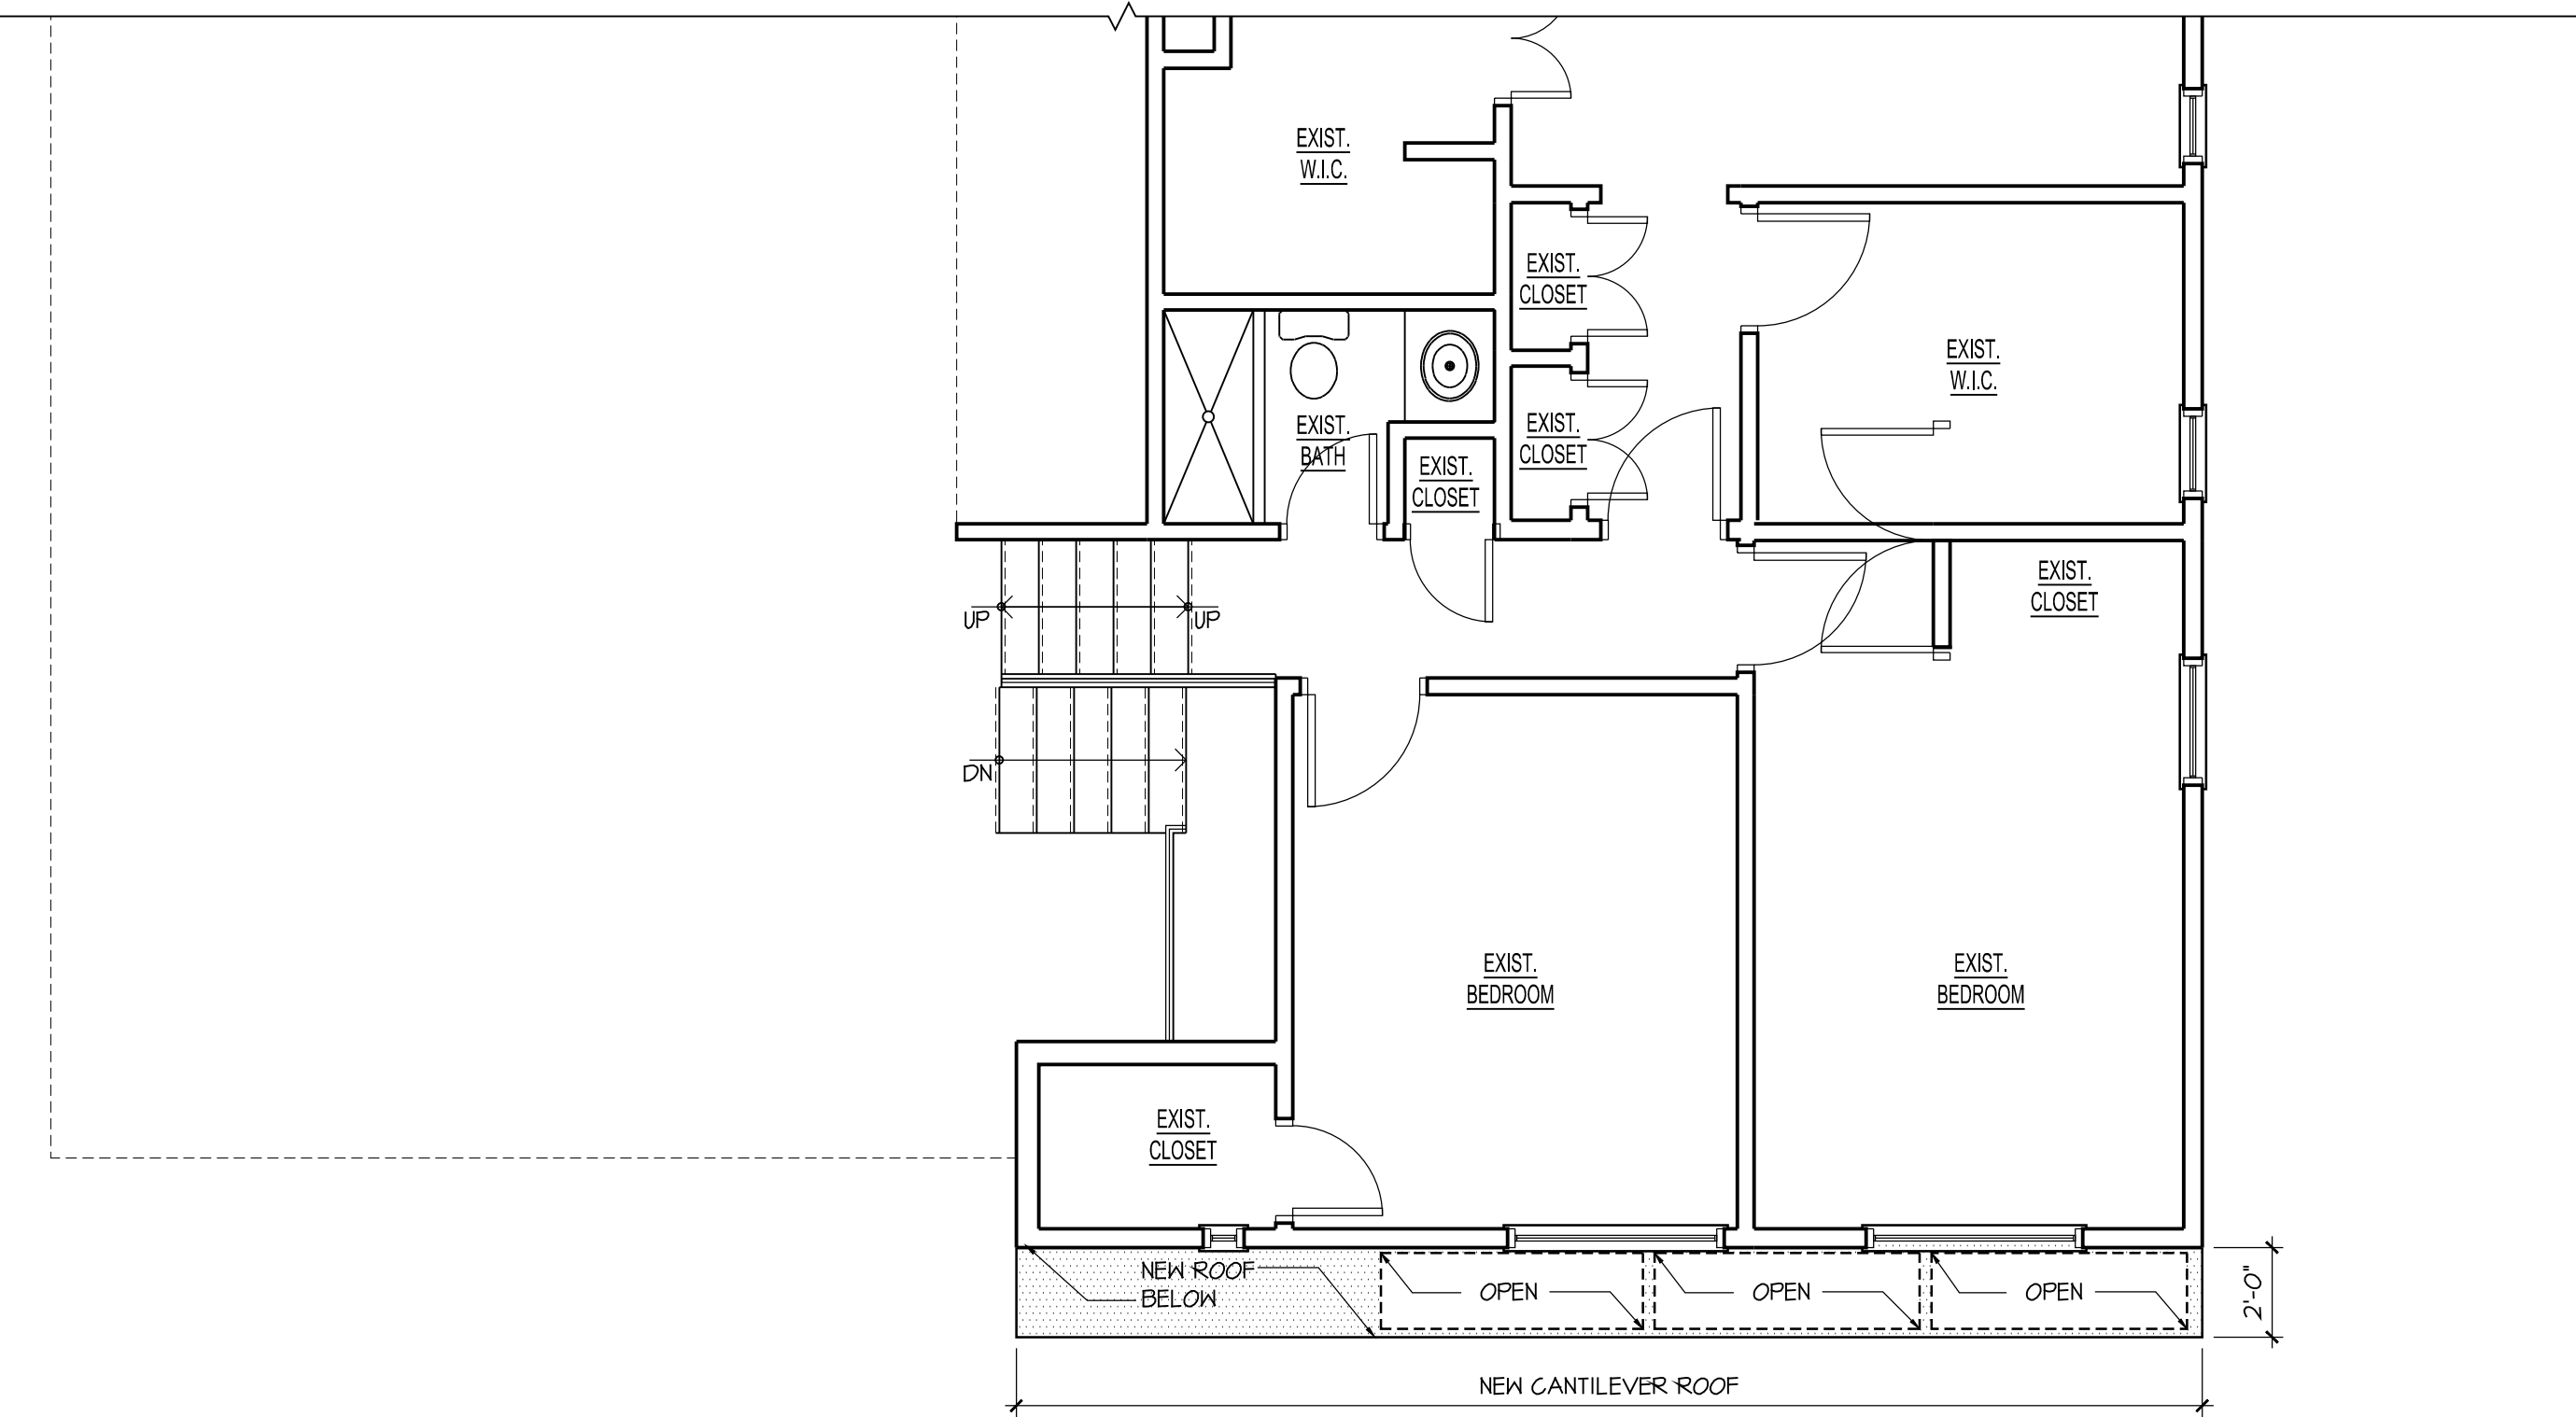 EXIST.
W.I.C.
EXIST.
CLOSET
EXIST.
W.I.C.
EXIST.
BATH
EXIST.
CLOSET
EXIST.
CLOSET
EXIST.
CLOSET
UP
UP
DN
EXIST.
BEDROOM
EXIST.
BEDROOM
EXIST.
CLOSET
NEW ROOF
BELOW
OPEN
OPEN
OPEN
2'-0"
NEW CANTILEVER ROOF